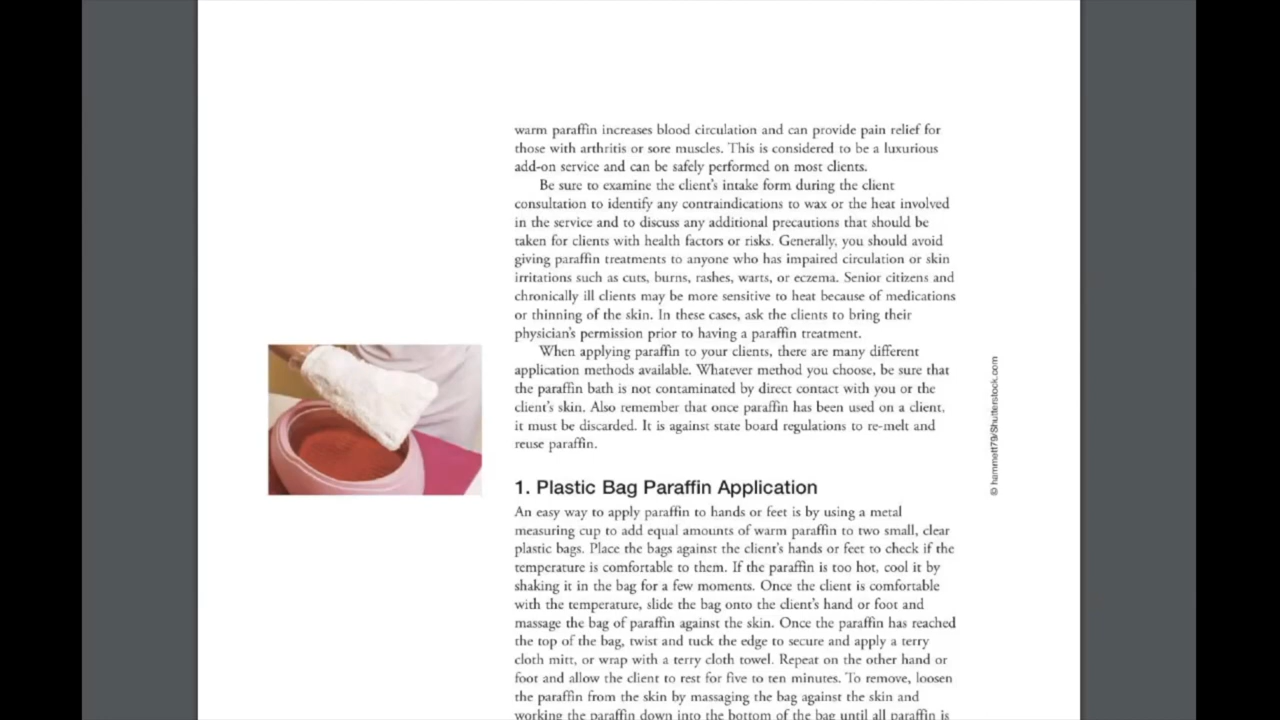 warm paraffin increases blood circulation and can provide pain relief for
those with arthritis or sore muscles. This is considered to be a luxurious
add-on service and can be safely performed on most clients.
Be sure to examine the client's intake form during the client
consultation to identify any contraindications to wax or the heat involved
in the service and to discuss any additional precautions that should be
taken for clients with health factors or risks. Generally, you should avoid
giving paraffin treatments to anyone who has impaired circulation or skin
irritations such as cuts, burns, rashes, warts, or eczema. Senior citizens and
chronically ill clients may be more sensitive to heat because of medications
or thinning of the skin. In these cases, ask the clients to bring their
physician's permission prior to having a paraffin treatment.
When applying paraffin to your clients, there are many different
application methods available. Whatever method you choose, be sure that
the paraffin bath is not contaminated by direct contact with you or the
client's skin. Also remember that once paraffin has been used on a client,
it must be discarded. It is against state board regulations to re-melt and
reuse paraffin.
© hammett79/Shutterstock.com
1. Plastic Bag Paraffin Application
An easy way to apply paraffin to hands or feet is by using a metal
measuring cup to add equal amounts of warm paraffin to two small, clear
plastic bags. Place the bags against the client's hands or feet to check if the
temperature is comfortable to them. If the paraffin is too hot, cool it by
shaking it in the bag for a few moments. Once the client is comfortable
with the temperature, slide the bag onto the client's hand or foot and
massage the bag of paraffin against the skin. Once the paraffin has reached
the top of the bag, twist and tuck the edge to secure and apply a terry
cloth mitt, or wrap with a terry cloth towel. Repeat on the other hand or
foot and allow the client to rest for five to ten minutes. To remove, loosen
the paraffin from the skin by massaging the bag against the skin and
working the paraffin down into the bottom of the bag until all paraffin is